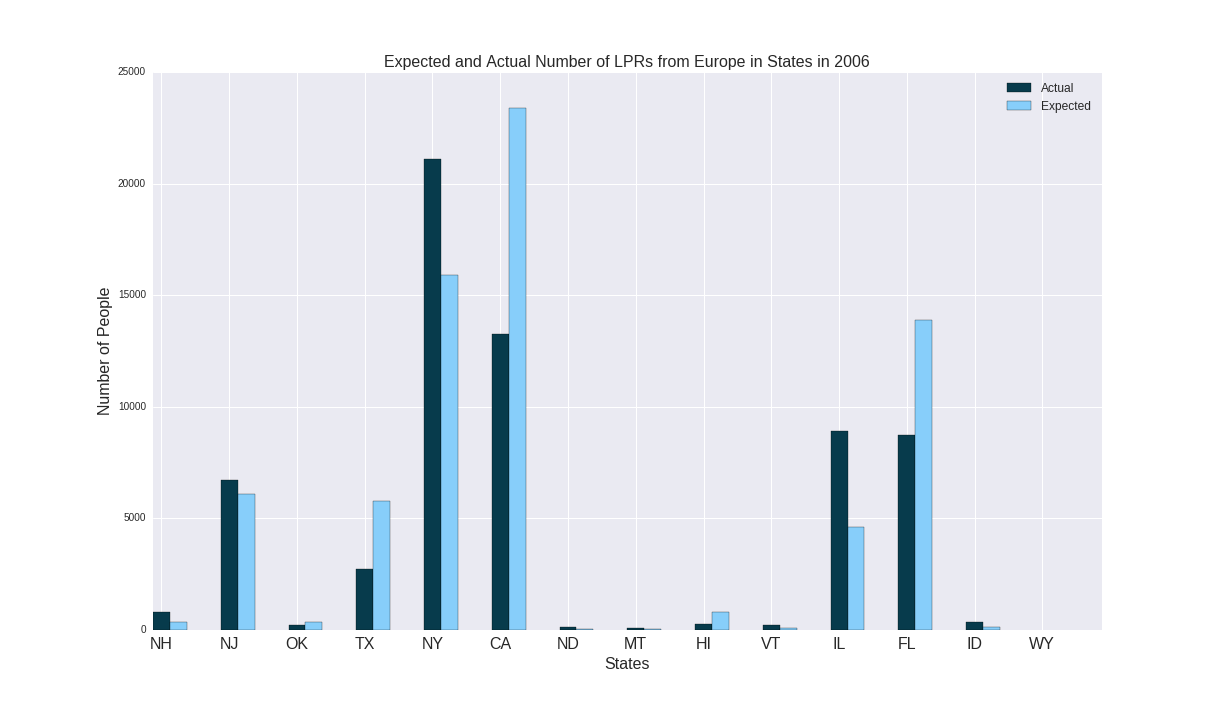 Expected and Actual Number of LPRs from Europe in States in 2006
25000
20000
15000
10000
5000
0
Number of People
Actual
Expected
NH NJ OK TX NY CA ND MT HI VT IL FL ID WY
States